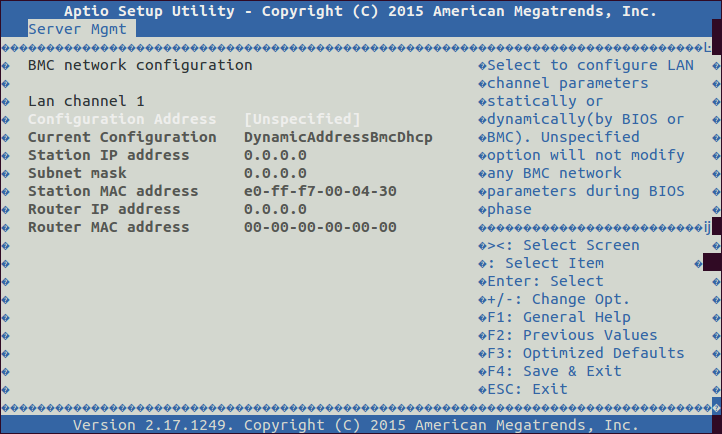 Aptio Setup Utility - Copyright (C) 2015 American Megatrends, Inc.
Server Mgmt
BMC network configuration
Lan channel 1
Configuration Address [Unspecified]
Current Configuration DynamicAddressBmcDhcp
Station IP address 0.0.0.0
Subnet mask 0.0.0.0
Station MAC address e0-ff-f7-00-04-30
Router IP address 0.0.0.0
Router MAC address 00-00-00-00-00-00
Select to configure LAN
channel parameters
statically or
dynamically(by BIOS or
BMC). Unspecified
option will not modify
any BMC network
parameters during BIOS
phase
><: Select Screen
: Select Item
Enter: Select
+/-: Change Opt.
F1: General Help
F2: Previous Values
F3: Optimized Defaults
F4: Save & Exit
ESC: Exit
Version 2.17.1249. Copyright (C) 2015 American Megatrends, Inc.